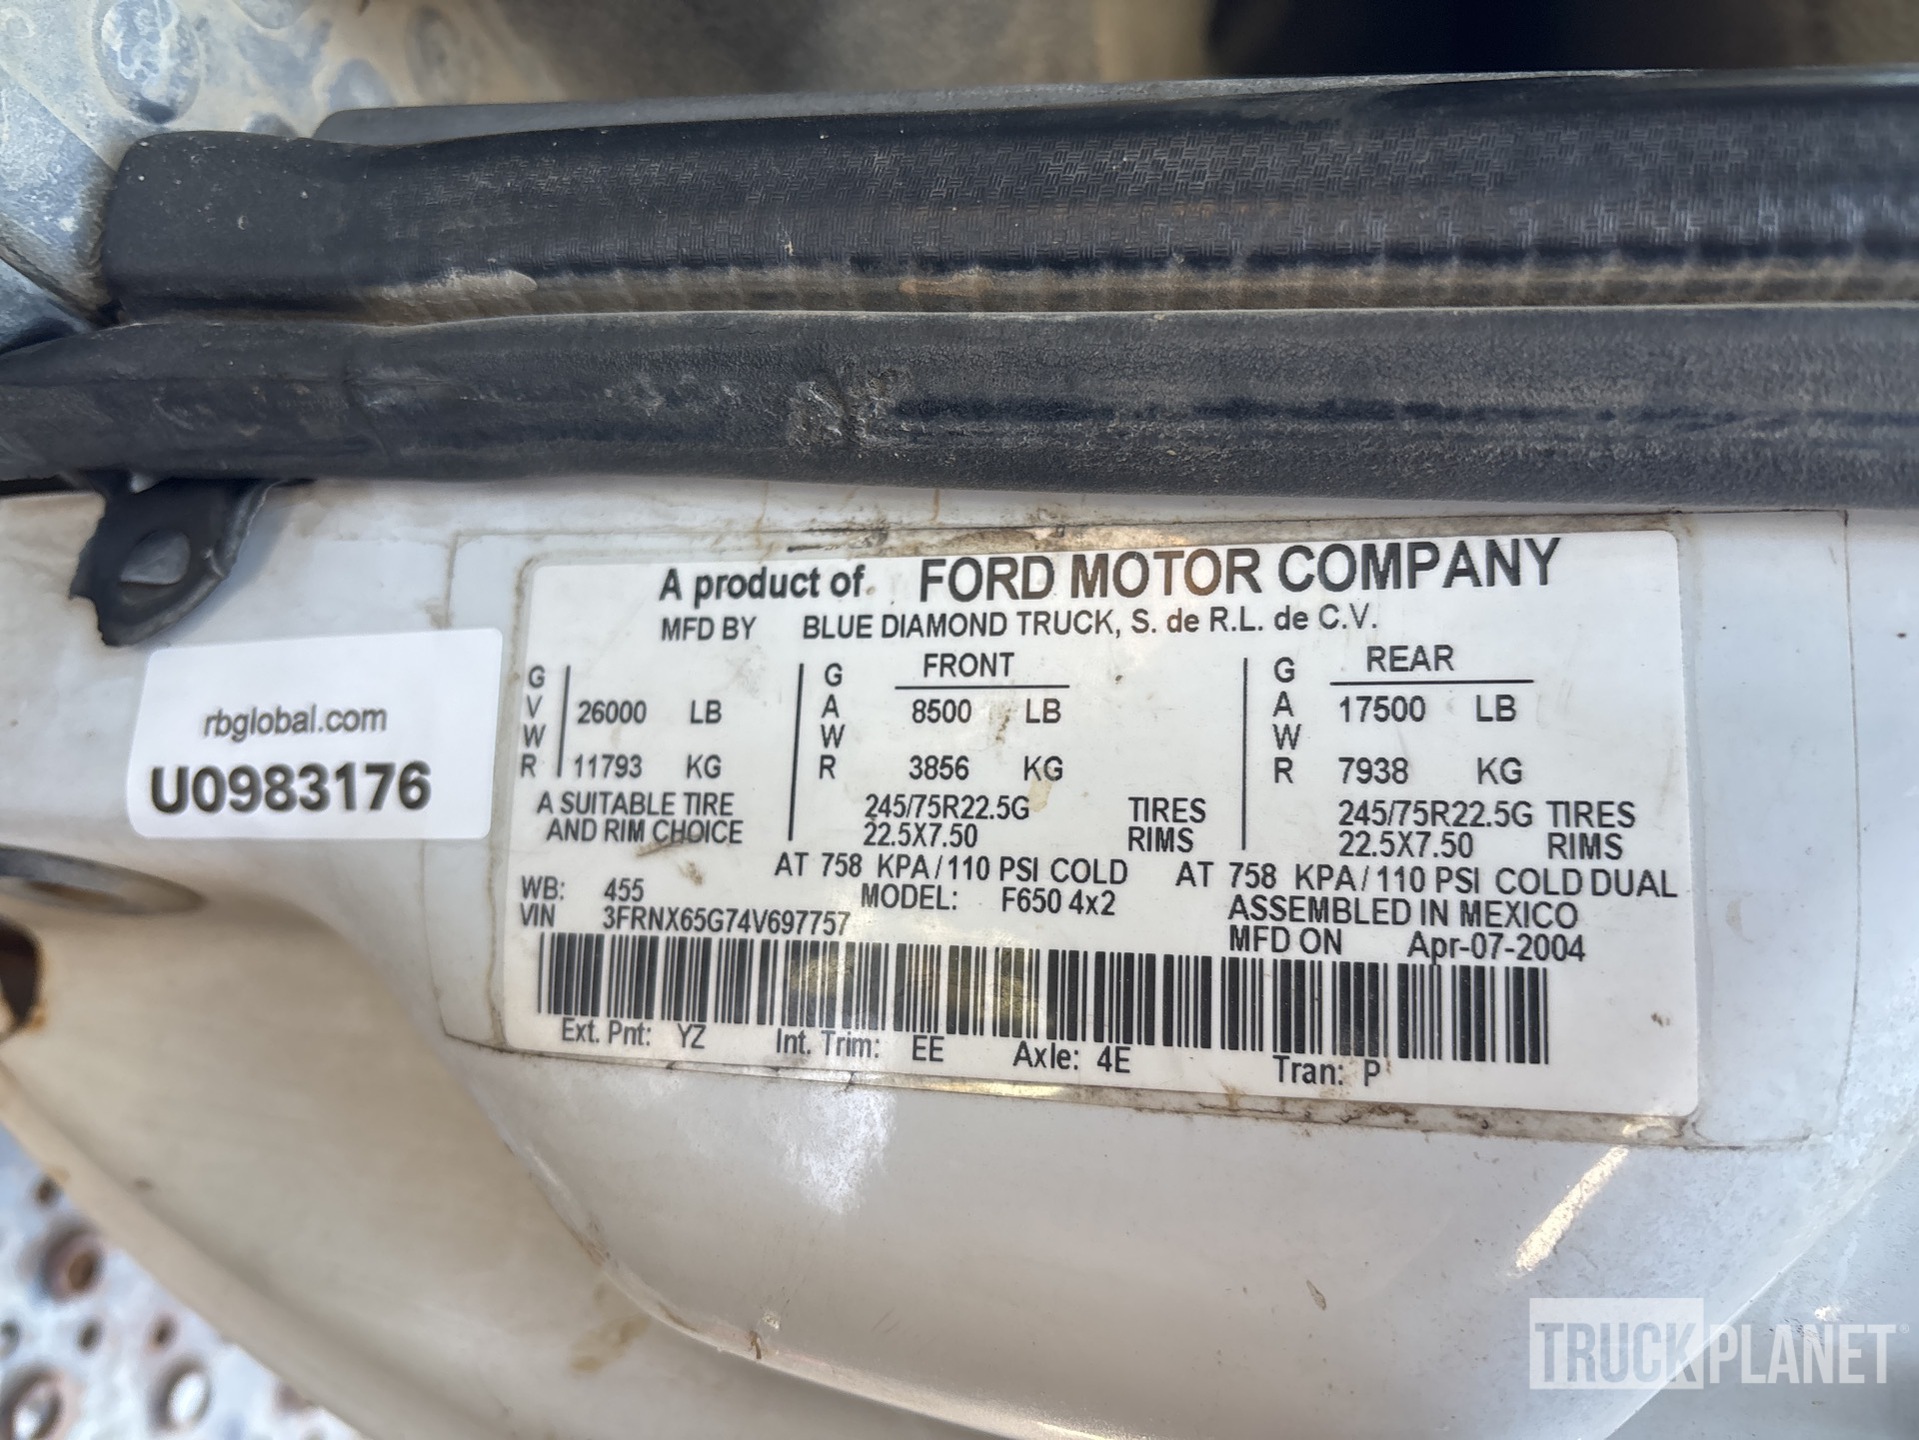 A product of FORD MOTOR COMPANY
MFD BY BLUE DIAMOND TRUCK, S. de R.L. de C.V.
GVWR 26000 LB
11793 KG
A SUITABLE TIRE
AND RIM CHOICE
GAWR FRONT
8500 LB
3856 KG
245/75R22.5G TIRES
22.5X7.50 RIMS
AT 758 KPA/110 PSI COLD
GAWR REAR
17500 LB
7938 KG
245/75R22.5G TIRES
22.5X7.50 RIMS
AT 758 KPA/110 PSI COLD DUAL
WB: 455 MODEL: F650 4x2 ASSEMBLED IN MEXICO
VIN 3FRNX65G74V697757 MFD ON Apr-07-2004
Ext. Pnt: YZ Int. Trim: EE Axle: 4E Tran: P
rbglobal.com
U0983176
TRUCKPLANET®